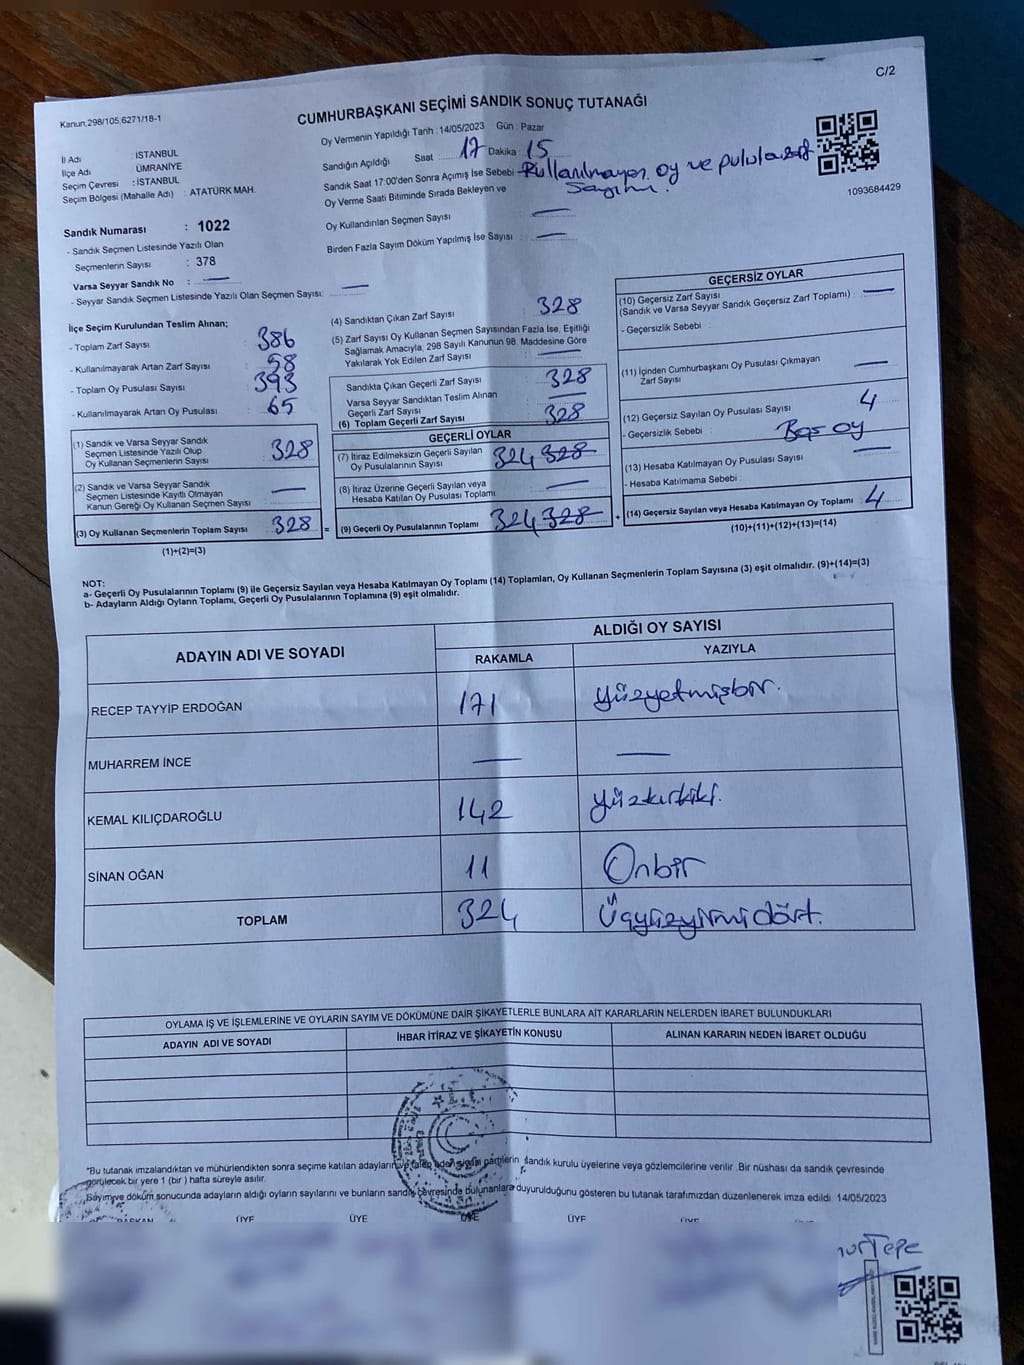 C/2
Kanun,298/105,6271/18-1
CUMHURBAŞKANI SEÇİMİ SANDIK SONUÇ TUTANAĞI
İl Adı : İSTANBUL
İlçe Adı : ÜMRANİYE
Seçim Çevresi : İSTANBUL
Seçim Bölgesi (Mahalle Adı) : ATATÜRK MAH.
Oy Vermenin Yapıldığı Tarih : 14/05/2023 Gün : Pazar
Sandığın Açıldığı Saat : 17 Dakika : 15
Sandık Saat 17:00'den Sonra Açımış İse Sebebi Kullanılmayan oy ve pusulaların
sayımı.
Oy Verme Saati Bitiminde Sırada Bekleyen ve
Oy Kullandırılan Seçmen Sayısı : —
Birden Fazla Sayım Döküm Yapılmış İse Sayısı : —
1093684429
Sandık Numarası : 1022
- Sandık Seçmen Listesinde Yazılı Olan
Seçmenlerin Sayısı : 378
Varsa Seyyar Sandık No : —
- Seyyar Sandık Seçmen Listesinde Yazılı Olan Seçmen Sayısı: —
İlçe Seçim Kurulundan Teslim Alınan;
- Toplam Zarf Sayısı : 386
- Kullanılmayarak Artan Zarf Sayısı : 58
- Toplam Oy Pusulası Sayısı : 393
- Kullanılmayarak Artan Oy Pusulası : 65
(1) Sandık ve Varsa Seyyar Sandık
Seçmen Listesinde Yazılı Olup
Oy Kullanan Seçmenlerin Sayısı : 328
(2) Sandık ve Varsa Seyyar Sandık
Seçmen Listesinde Kayıtlı Olmayan
Kanun Gereği Oy Kullanan Seçmen Sayısı : —
(3) Oy Kullanan Seçmenlerin Toplam Sayısı : 328 =
(1)+(2)=(3)
(4) Sandıktan Çıkan Zarf Sayısı : 328
(5) Zarf Sayısı Oy Kullanan Seçmen Sayısından Fazla İse, Eşitliği
Sağlamak Amacıyla, 298 Sayılı Kanunun 98. Maddesine Göre
Yakılarak Yok Edilen Zarf Sayısı : —
Sandıkta Çıkan Geçerli Zarf Sayısı : 328
Varsa Seyyar Sandıktan Teslim Alınan
Geçerli Zarf Sayısı : —
(6) Toplam Geçerli Zarf Sayısı : 328
GEÇERLİ OYLAR
(7) İtiraz Edilmeksizin Geçerli Sayılan
Oy Pusulalarının Sayısı : 324 328
(8) İtiraz Üzerine Geçerli Sayılan veya
Hesaba Katılan Oy Pusulası Toplamı : —
(9) Geçerli Oy Pusulalarının Toplamı : 324 328 +
GEÇERSİZ OYLAR
(10) Geçersiz Zarf Sayısı
(Sandık ve Varsa Seyyar Sandık Geçersiz Zarf Toplamı) : —
- Geçersizlik Sebebi :
(11) İçinden Cumhurbaşkanı Oy Pusulası Çıkmayan
Zarf Sayısı : —
(12) Geçersiz Sayılan Oy Pusulası Sayısı : 4
- Geçersizlik Sebebi : Boş oy
(13) Hesaba Katılmayan Oy Pusulası Sayısı : —
- Hesaba Katılmama Sebebi :
(14) Geçersiz Sayılan veya Hesaba Katılmayan Oy Toplamı : 4
(10)+(11)+(12)+(13)=(14)
NOT:
a- Geçerli Oy Pusulalarının Toplamı (9) ile Geçersiz Sayılan veya Hesaba Katılmayan Oy Toplamı (14) Toplamları, Oy Kullanan Seçmenlerin Toplam Sayısına (3) eşit olmalıdır. (9)+(14)=(3)
b- Adayların Aldığı Oyların Toplamı, Geçerli Oy Pusulalarının Toplamına (9) eşit olmalıdır.
ADAYIN ADI VE SOYADI
ALDIĞI OY SAYISI
RAKAMLA YAZIYLA
RECEP TAYYİP ERDOĞAN 171 Yüzyetmişbir.
MUHARREM İNCE — —
KEMAL KILIÇDAROĞLU 142 Yüzkırkiki.
SİNAN OĞAN 11 Onbir
TOPLAM 324 Üçyüzyirmidört.
OYLAMA İŞ VE İŞLEMLERİNE VE OYLARIN SAYIM VE DÖKÜMÜNE DAİR ŞİKAYETLERLE BUNLARA AİT KARARLARIN NELERDEN İBARET BULUNDUKLARI
ADAYIN ADI VE SOYADI İHBAR İTİRAZ VE ŞİKAYETİN KONUSU ALINAN KARARIN NEDEN İBARET OLDUĞU
*Bu tutanak imzalandıktan ve mühürlendikten sonra seçime katılan adayların ve talep eden siyasi partilerin sandık kurulu üyelerine veya gözlemcilerine verilir .Bir nüshası da sandık çevresinde
görülecek bir yere 1 (bir ) hafta süreyle asılır.
Sayım ve döküm sonucunda adayların aldığı oyların sayılarını ve bunların sandık çevresinde bulunanlara duyurulduğunu gösteren bu tutanak tarafımızdan düzenlenerek imza edildi. 14/05/2023
BAŞKAN ÜYE ÜYE ÜYE ÜYE ÜYE
Tepe